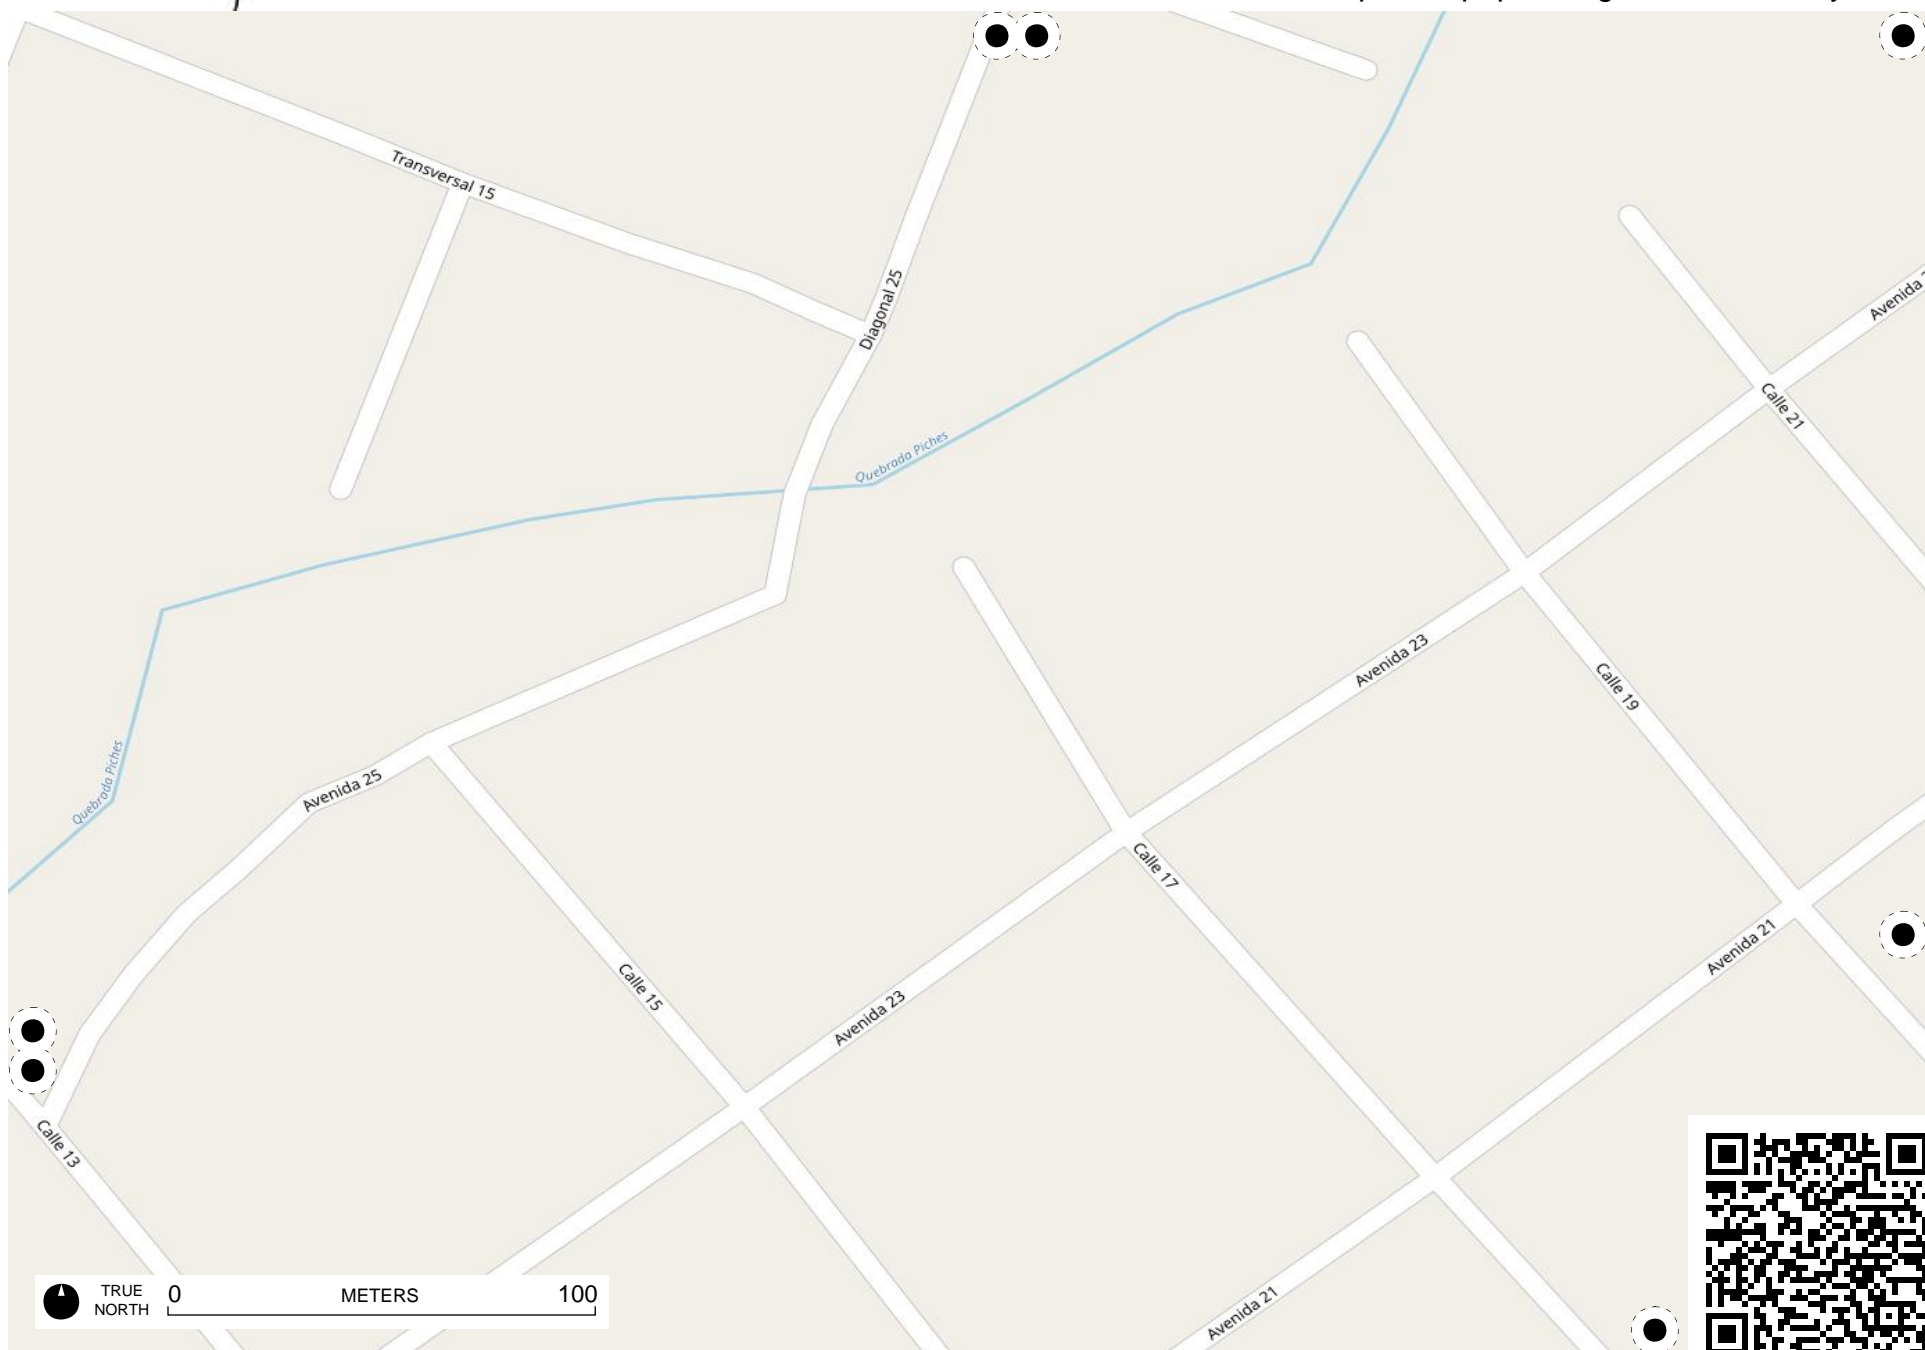 Transversal 15
Diagonal 25
Avenida
Calle 21
Quebrada Piches
Avenida 23
Calle 19
Quebrada Piches
Avenida 25
Calle 17
Avenida 21
Calle 15
Avenida 23
Calle 13
TRUE
NORTH
0
METERS
100
Avenida 21